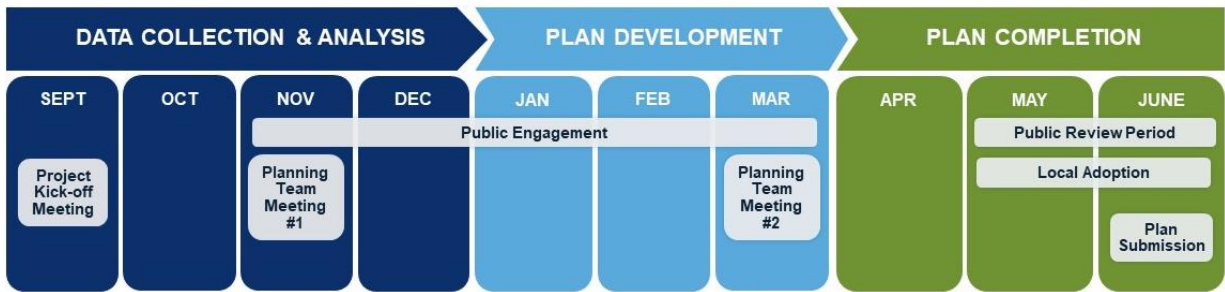 DATA COLLECTION & ANALYSIS
PLAN DEVELOPMENT
PLAN COMPLETION
SEPT
OCT
NOV
DEC
JAN
FEB
MAR
APR
MAY
JUNE
Public Engagement
Public Review Period
Project
Kick-off
Meeting
Planning
Team
Meeting
#1
Planning
Team
Meeting
#2
Local Adoption
Plan
Submission